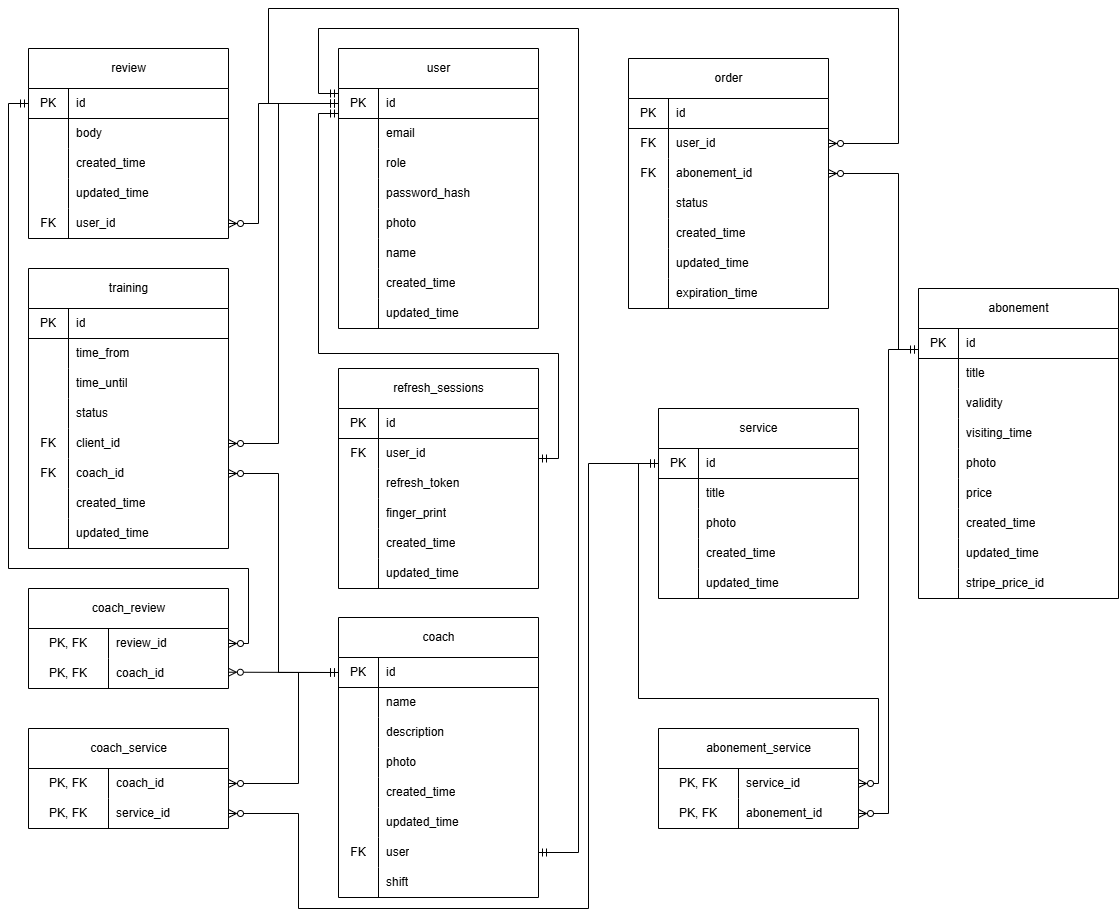 review
PK id
body
created_time
updated_time
FK user_id
training
PK id
time_from
time_until
status
FK client_id
FK coach_id
created_time
updated_time
coach_review
PK, FK review_id
PK, FK coach_id
coach_service
PK, FK coach_id
PK, FK service_id
user
PK id
email
role
password_hash
photo
name
created_time
updated_time
refresh_sessions
PK id
FK user_id
refresh_token
finger_print
created_time
updated_time
coach
PK id
name
description
photo
created_time
updated_time
FK user
shift
order
PK id
FK user_id
FK abonement_id
status
created_time
updated_time
expiration_time
service
PK id
title
photo
created_time
updated_time
abonement_service
PK, FK service_id
PK, FK abonement_id
abonement
PK id
title
validity
visiting_time
photo
price
created_time
updated_time
stripe_price_id